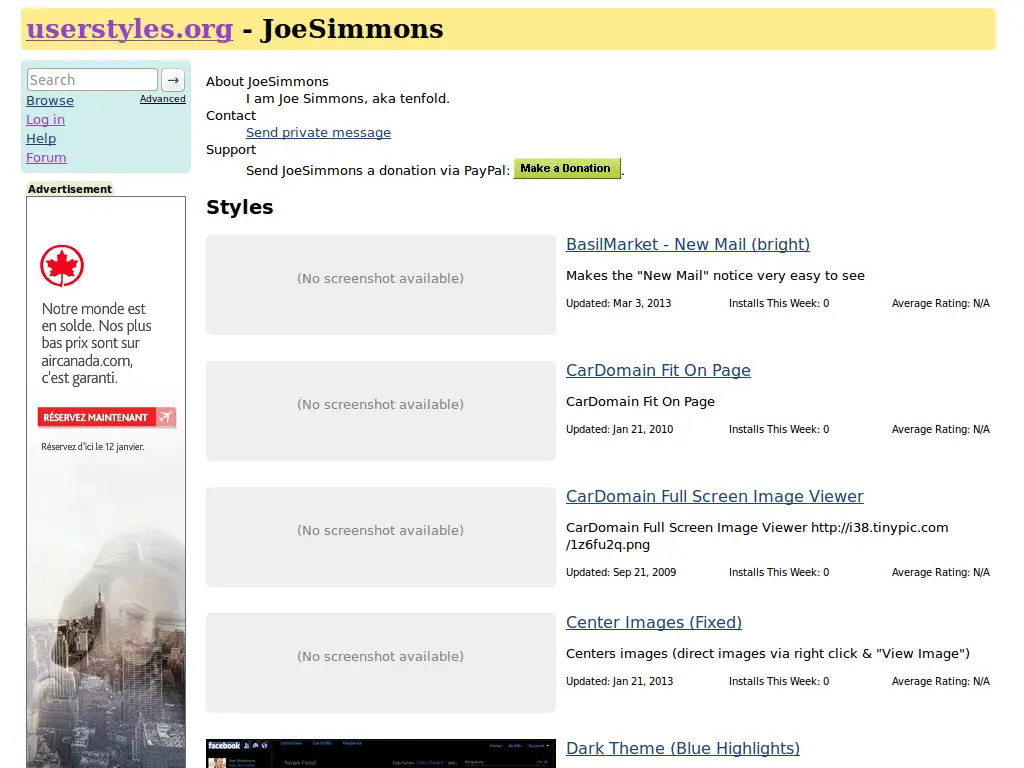 userstyles.org - JoeSimmons
Search →
Browse Advanced
Log in
Help
Forum
Advertisement
Notre monde est
en solde. Nos plus
bas prix sont sur
aircanada.com,
c'est garanti.
RÉSERVEZ MAINTENANT
Réservez d'ici le 12 janvier.
About JoeSimmons
I am Joe Simmons, aka tenfold.
Contact
Send private message
Support
Send JoeSimmons a donation via PayPal: Make a Donation .
Styles
(No screenshot available)
BasilMarket - New Mail (bright)
Makes the "New Mail" notice very easy to see
Updated: Mar 3, 2013 Installs This Week: 0 Average Rating: N/A
(No screenshot available)
CarDomain Fit On Page
CarDomain Fit On Page
Updated: Jan 21, 2010 Installs This Week: 0 Average Rating: N/A
(No screenshot available)
CarDomain Full Screen Image Viewer
CarDomain Full Screen Image Viewer http://i38.tinypic.com
/1z6fu2q.png
Updated: Sep 21, 2009 Installs This Week: 0 Average Rating: N/A
(No screenshot available)
Center Images (Fixed)
Centers images (direct images via right click & "View Image")
Updated: Jan 21, 2013 Installs This Week: 0 Average Rating: N/A
facebook
Home Profile Account
News Feed
Dark Theme (Blue Highlights)